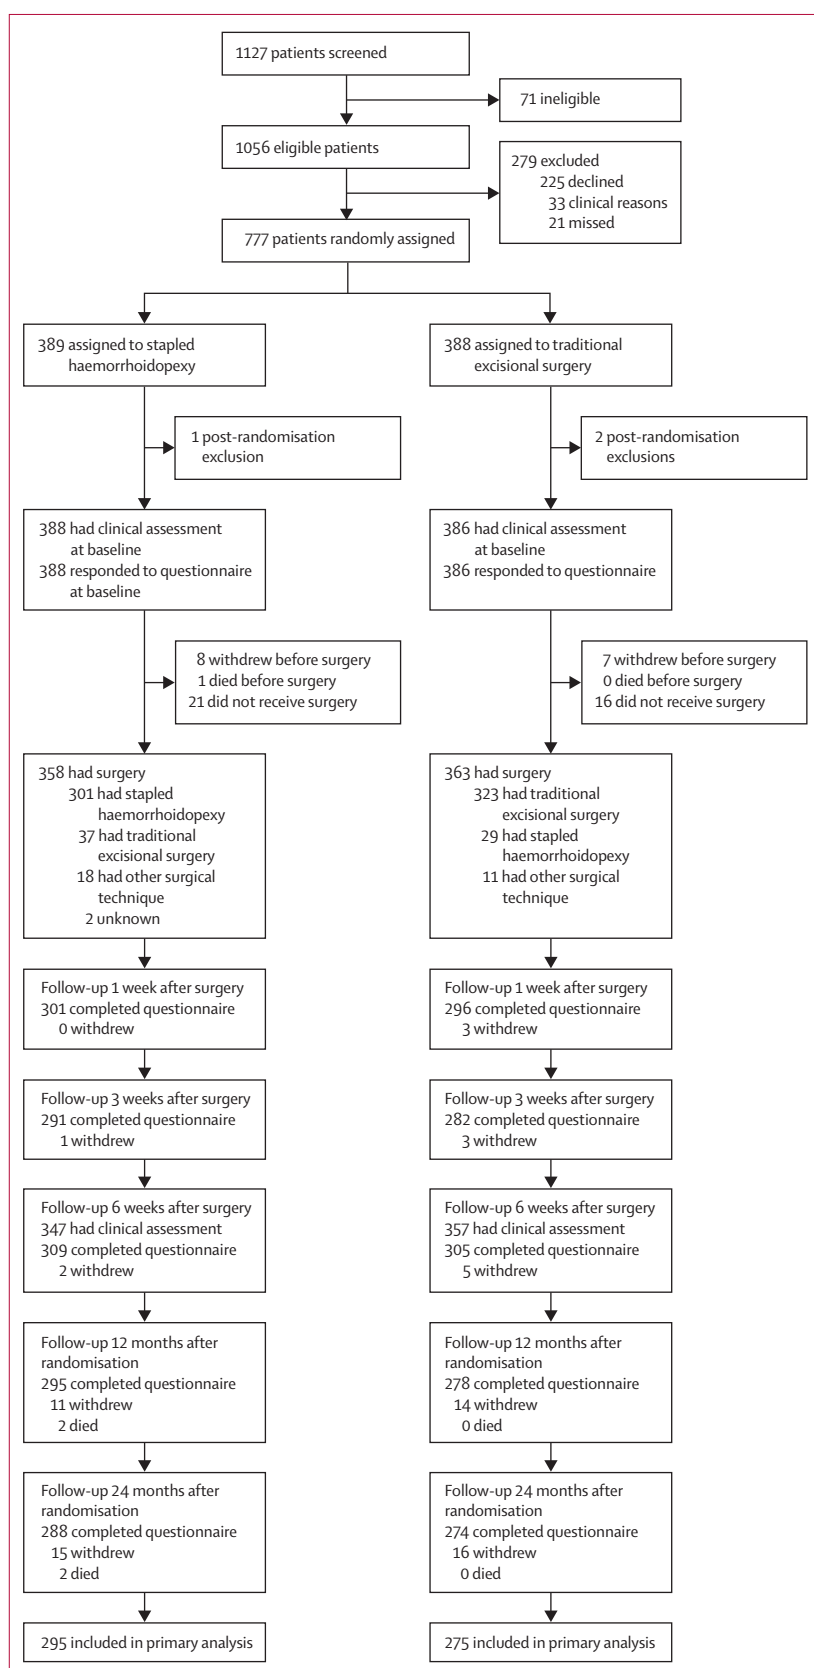 1127 patients screened
71 ineligible
1056 eligible patients
279 excluded
225 declined
33 clinical reasons
21 missed
777 patients randomly assigned
389 assigned to stapled
haemorrhoidopexy
388 assigned to traditional
excisional surgery
1 post-randomisation
exclusion
2 post-randomisation
exclusions
388 had clinical assessment
at baseline
388 responded to questionnaire
at baseline
386 had clinical assessment
at baseline
386 responded to questionnaire
8 withdrew before surgery
1 died before surgery
21 did not receive surgery
7 withdrew before surgery
0 died before surgery
16 did not receive surgery
358 had surgery
301 had stapled
haemorrhoidopexy
37 had traditional
excisional surgery
18 had other surgical
technique
2 unknown
363 had surgery
323 had traditional
excisional surgery
29 had stapled
haemorrhoidopexy
11 had other surgical
technique
Follow-up 1 week after surgery
301 completed questionnaire
0 withdrew
Follow-up 1 week after surgery
296 completed questionnaire
3 withdrew
Follow-up 3 weeks after surgery
291 completed questionnaire
1 withdrew
Follow-up 3 weeks after surgery
282 completed questionnaire
3 withdrew
Follow-up 6 weeks after surgery
347 had clinical assessment
309 completed questionnaire
2 withdrew
Follow-up 6 weeks after surgery
357 had clinical assessment
305 completed questionnaire
5 withdrew
Follow-up 12 months after
randomisation
295 completed questionnaire
11 withdrew
2 died
Follow-up 12 months after
randomisation
278 completed questionnaire
14 withdrew
0 died
Follow-up 24 months after
randomisation
288 completed questionnaire
15 withdrew
2 died
Follow-up 24 months after
randomisation
274 completed questionnaire
16 withdrew
0 died
295 included in primary analysis
275 included in primary analysis